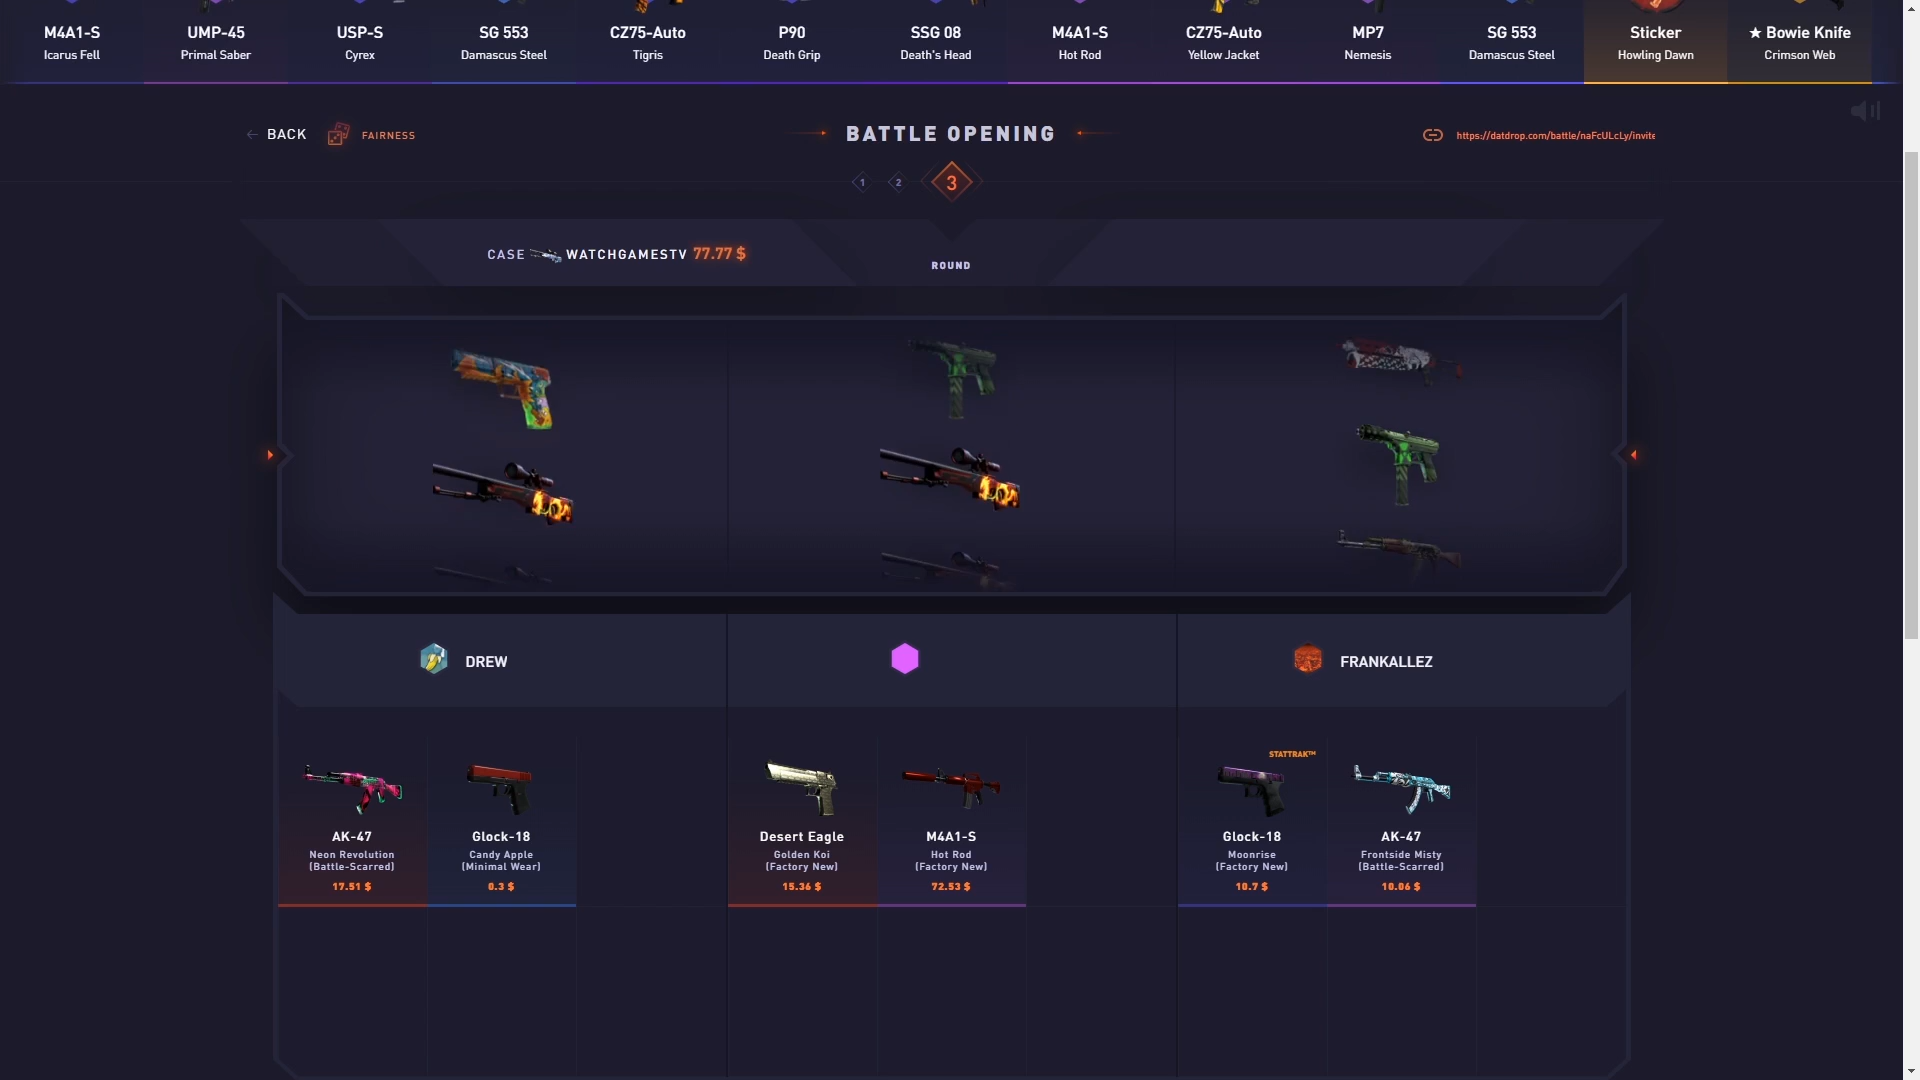 M4A1-S
Icarus Fell
UMP-45
Primal Saber
USP-S
Cyrex
SG 553
Damascus Steel
CZ75-Auto
Tigris
P90
Death Grip
SSG 08
Death's Head
M4A1-S
Hot Rod
CZ75-Auto
Yellow Jacket
MP7
Nemesis
SG 553
Damascus Steel
Sticker
Howling Dawn
★ Bowie Knife
Crimson Web
← BACK
FAIRNESS
BATTLE OPENING
https://datdrop.com/battle/naFcULcLy/invite
1
2
3
CASE WATCHGAMESTV 77.77 $
ROUND
DREW
FRANKALLEZ
AK-47
Neon Revolution
(Battle-Scarred)
17.51 $
Glock-18
Candy Apple
(Minimal Wear)
0.3 $
Desert Eagle
Golden Koi
(Factory New)
15.36 $
M4A1-S
Hot Rod
(Factory New)
72.53 $
STATTRAK™
Glock-18
Moonrise
(Factory New)
10.7 $
AK-47
Frontside Misty
(Battle-Scarred)
10.06 $